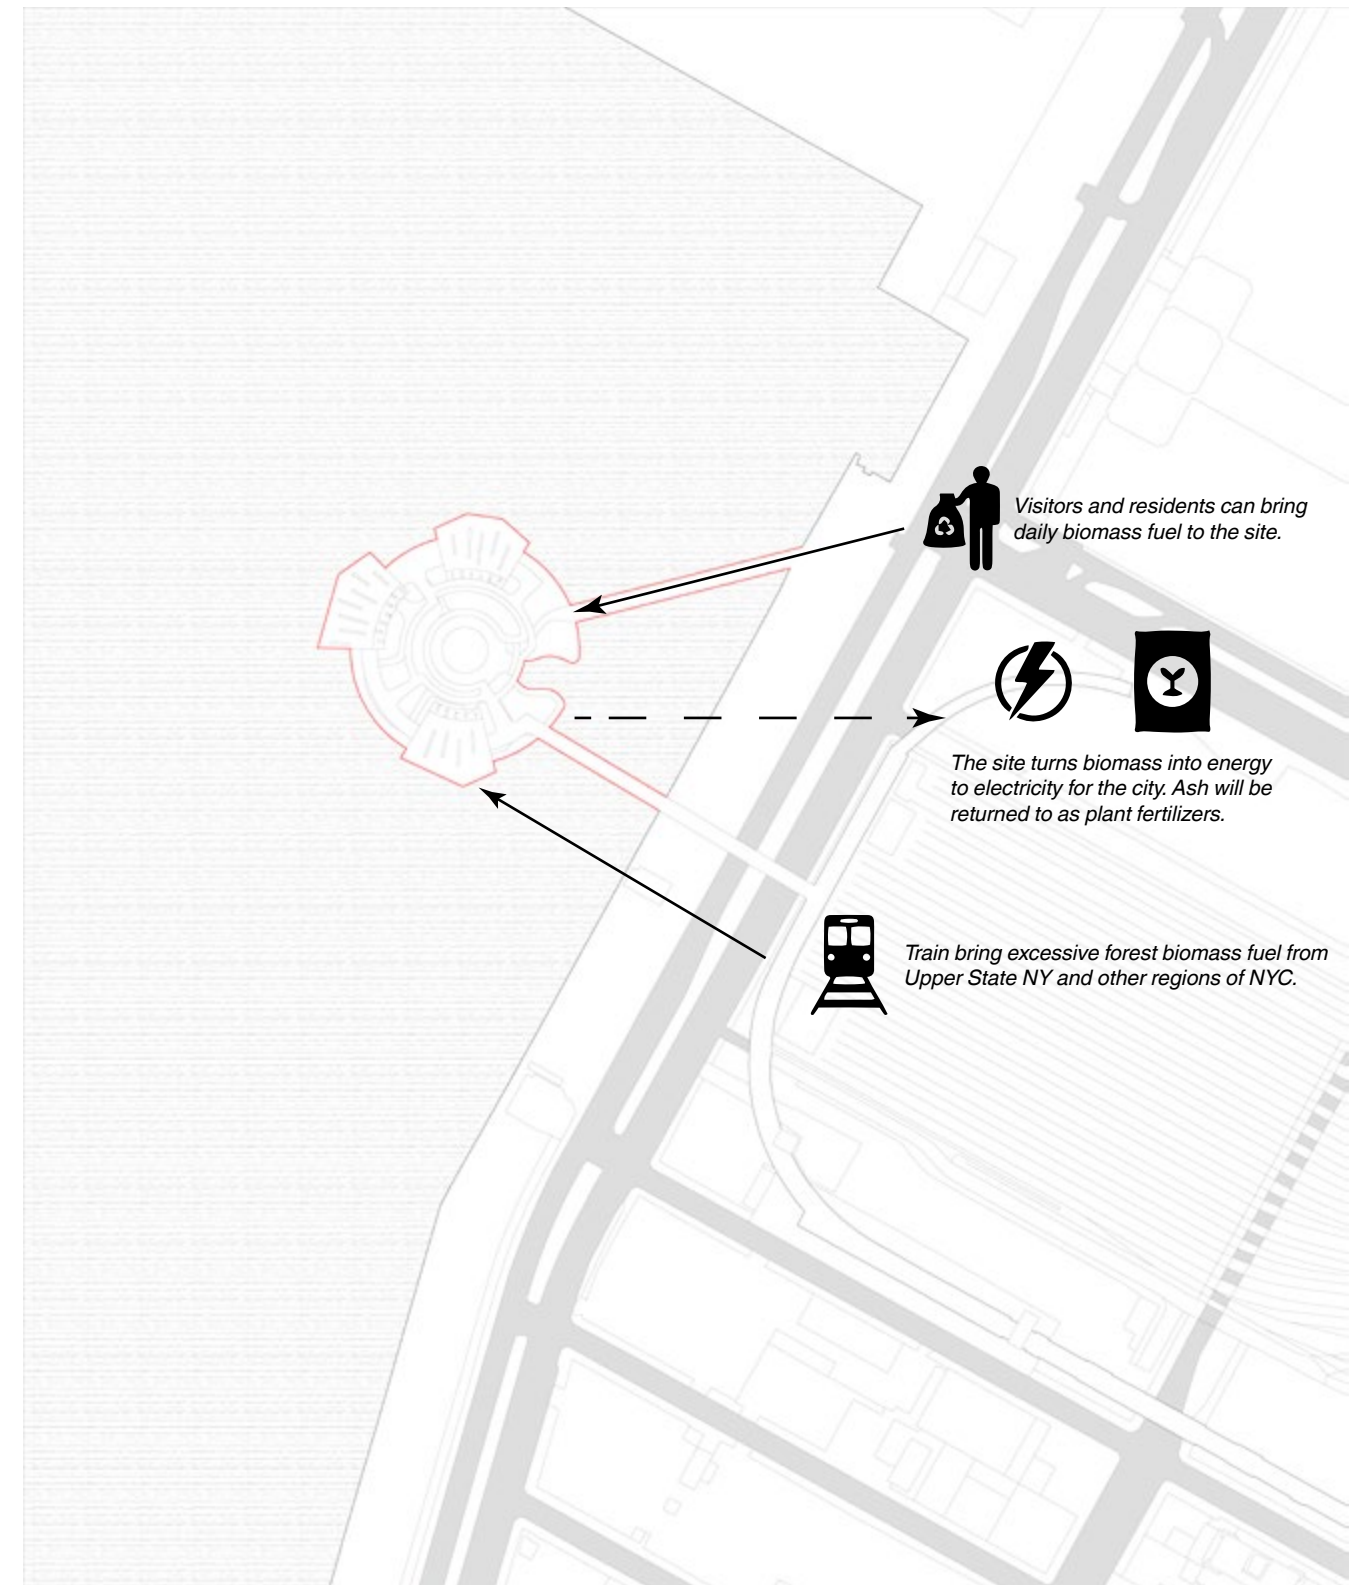 Visitors and residents can bring
daily biomass fuel to the site.
The site turns biomass into energy
to electricity for the city. Ash will be
returned to as plant fertilizers.
Train bring excessive forest biomass fuel from
Upper State NY and other regions of NYC.